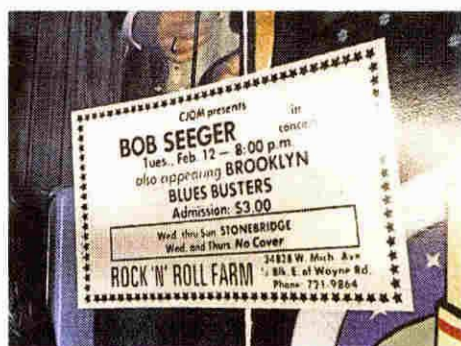 CJOM presents
BOB SEEGER in concert
Tues., Feb. 12 — 8:00 p.m.
also appearing BROOKLYN
BLUES BUSTERS
Admission: $3.00
Wed. thru Sun. STONEBRIDGE
Wed. and Thurs. No Cover
ROCK 'N' ROLL FARM
34828 W. Mich. Ave
½ Blk. E of Wayne Rd.
Phone: 721-9864